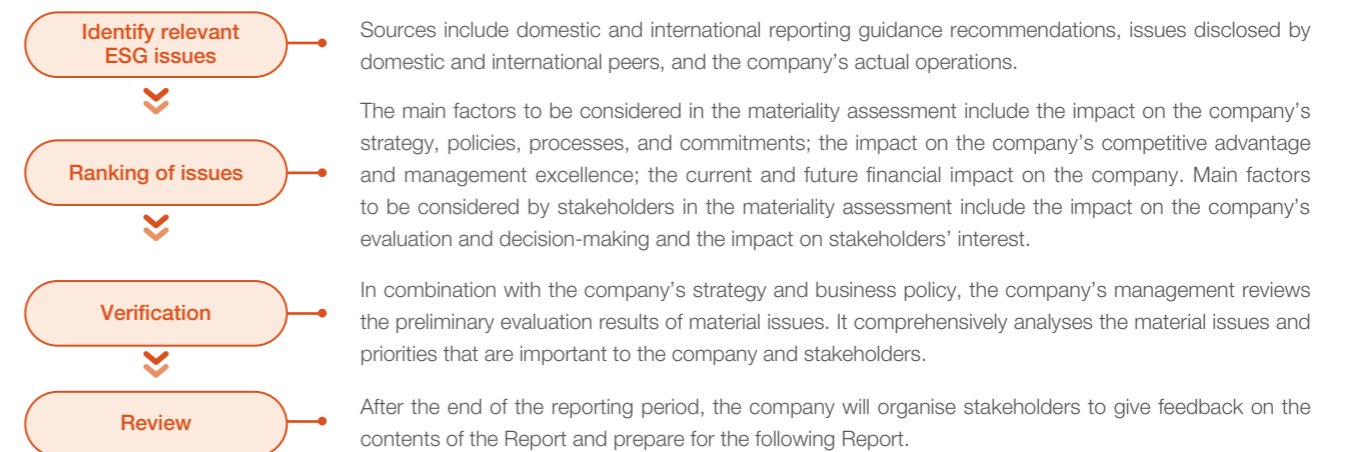 Identify relevant
ESG issues
Sources include domestic and international reporting guidance recommendations, issues disclosed by
domestic and international peers, and the company's actual operations.
Ranking of issues
The main factors to be considered in the materiality assessment include the impact on the company's
strategy, policies, processes, and commitments; the impact on the company's competitive advantage
and management excellence; the current and future financial impact on the company. Main factors
to be considered by stakeholders in the materiality assessment include the impact on the company's
evaluation and decision-making and the impact on stakeholders' interest.
Verification
In combination with the company's strategy and business policy, the company's management reviews
the preliminary evaluation results of material issues. It comprehensively analyses the material issues and
priorities that are important to the company and stakeholders.
Review
After the end of the reporting period, the company will organise stakeholders to give feedback on the
contents of the Report and prepare for the following Report.